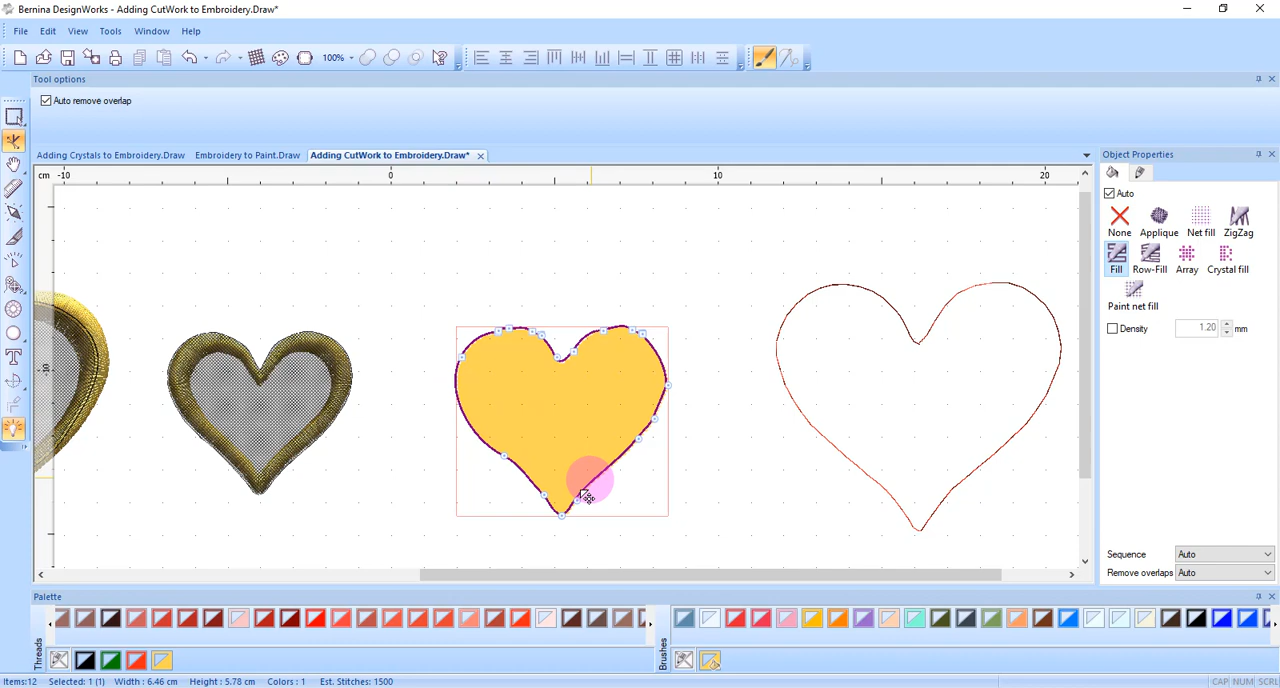 Bernina DesignWorks - Adding CutWork to Embroidery.Draw*
File Edit View Tools Window Help
100%
Tool options
Auto remove overlap
Adding Crystals to Embroidery.Draw Embroidery to Paint.Draw Adding CutWork to Embroidery.Draw*
Object Properties
cm -10 0 10 20
10
Auto
None Applique Net fill ZigZag
Fill Row-Fill Array Crystal fill
Paint net fill
Density 1.20 mm
Sequence Auto
Remove overlaps Auto
Palette
Threads
Brushes
Items:12 Selected: 1 (1) Width : 6.46 cm Height : 5.78 cm Colors : 1 Est. Stitches: 1500
CAP NUM SCRL